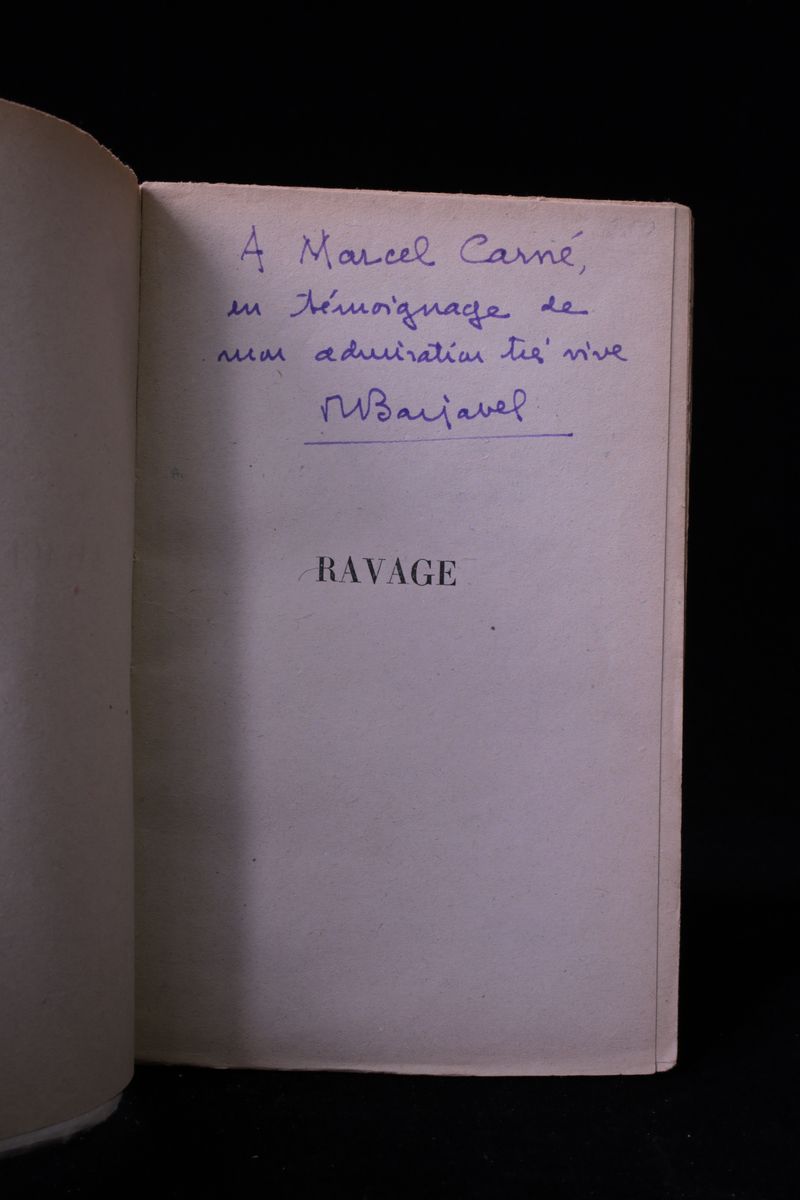 A Marcel Carné,
en témoignage de
mon admiration très vive
Barjavel
RAVAGE